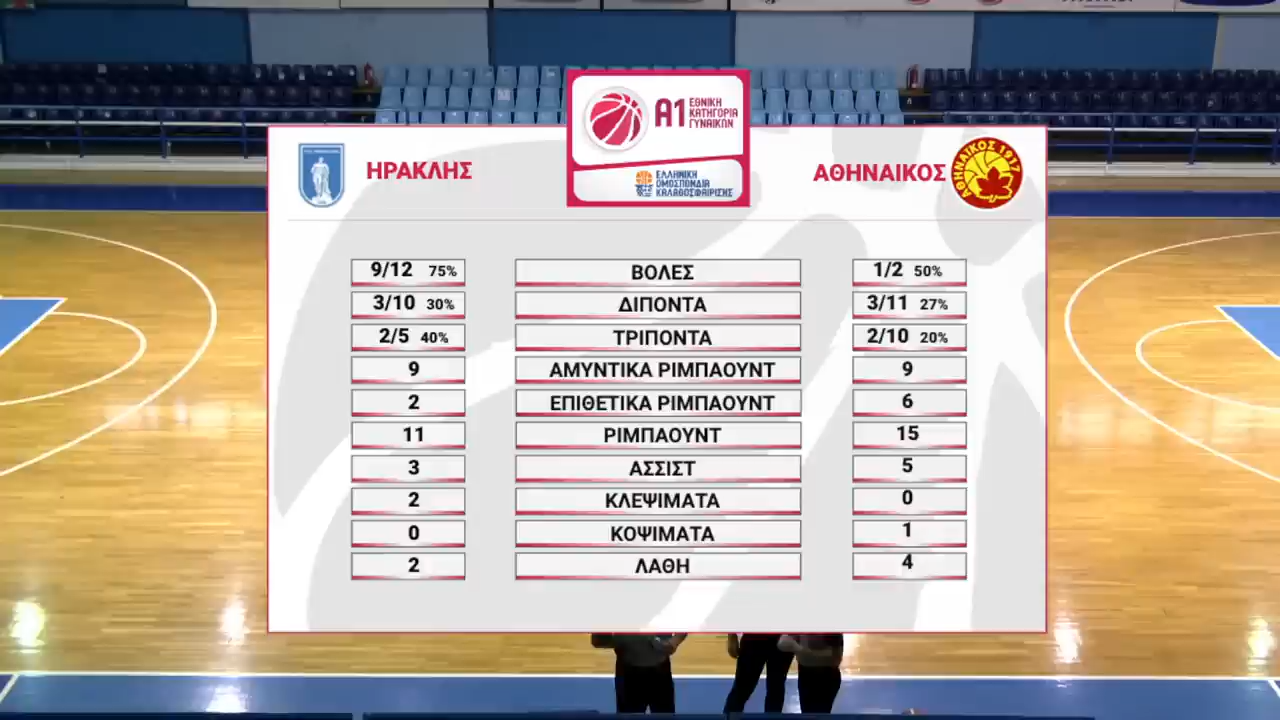 A1 ΕΘΝΙΚΗ
ΚΑΤΗΓΟΡΙΑ
ΓΥΝΑΙΚΩΝ
ΕΛΛΗΝΙΚΗ
ΟΜΟΣΠΟΝΔΙΑ
ΚΑΛΑΘΟΣΦΑΙΡΙΣΗΣ
ΗΡΑΚΛΗΣ
ΑΘΗΝΑΙΚΟΣ
ΑΘΗΝΑΪΚΟΣ 1917
9/12 75% ΒΟΛΕΣ 1/2 50%
3/10 30% ΔΙΠΟΝΤΑ 3/11 27%
2/5 40% ΤΡΙΠΟΝΤΑ 2/10 20%
9 ΑΜΥΝΤΙΚΑ ΡΙΜΠΑΟΥΝΤ 9
2 ΕΠΙΘΕΤΙΚΑ ΡΙΜΠΑΟΥΝΤ 6
11 ΡΙΜΠΑΟΥΝΤ 15
3 ΑΣΣΙΣΤ 5
2 ΚΛΕΨΙΜΑΤΑ 0
0 ΚΟΨΙΜΑΤΑ 1
2 ΛΑΘΗ 4